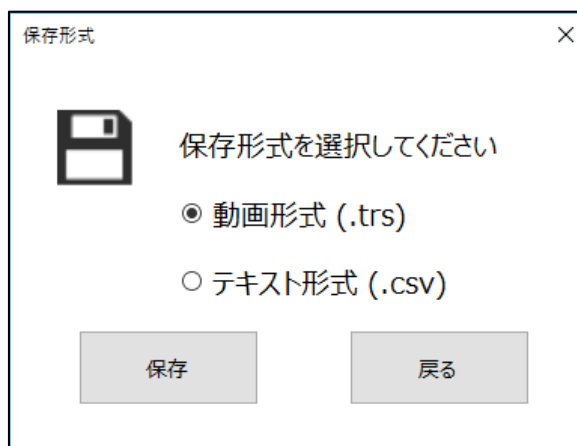 保存形式
保存形式を選択してください
動画形式 (.trs)
テキスト形式 (.csv)
保存
戻る